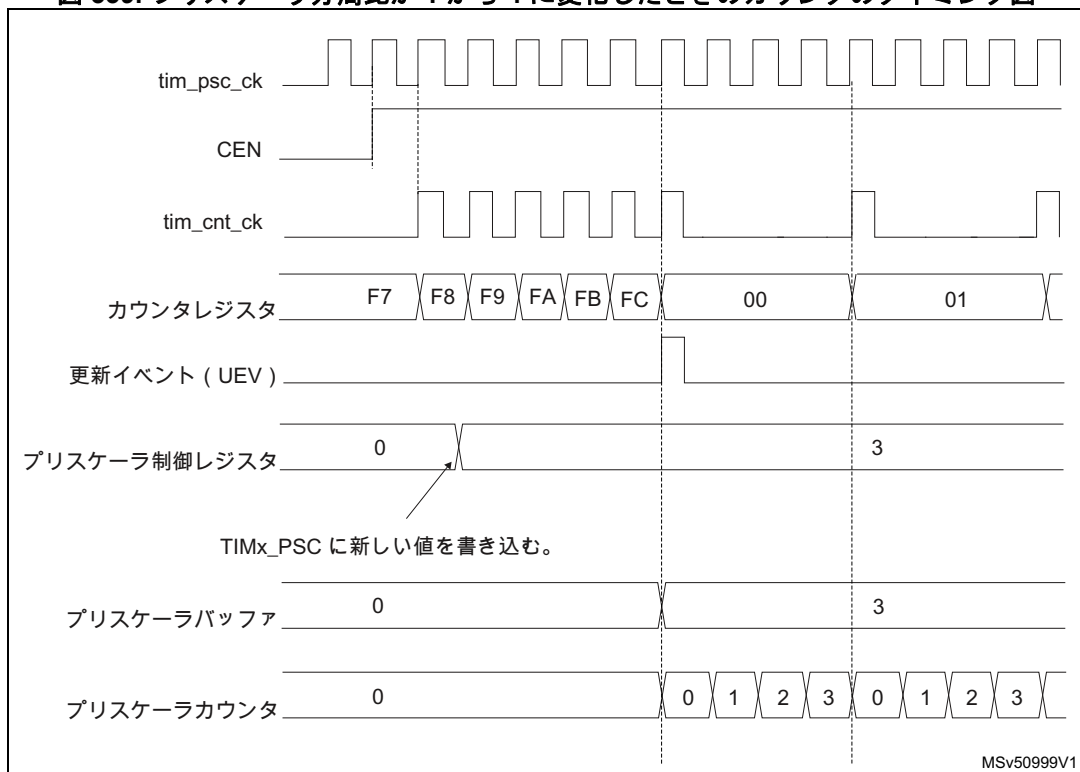 tim_psc_ck
CEN
tim_cnt_ck
カウンタレジスタ F7 F8 F9 FA FB FC 00 01
更新イベント ( UEV )
プリスケーラ制御レジスタ 0 3
TIMx_PSC に新しい値を書き込む。
プリスケーラバッファ 0 3
プリスケーラカウンタ 0 0 1 2 3 0 1 2 3
MSv50999V1